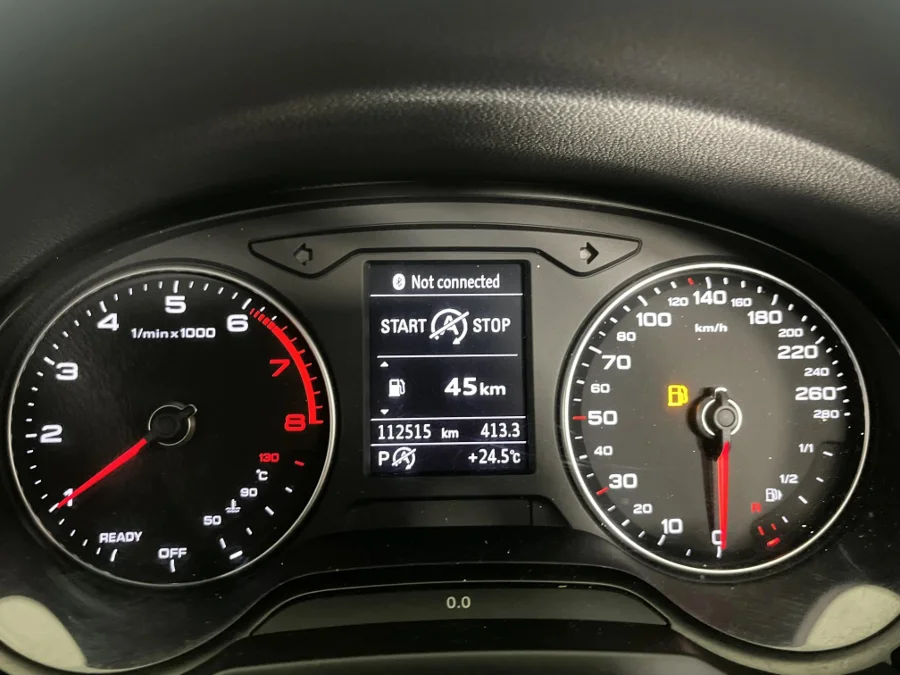 Not connected
START A STOP
45 km
112515 km 413.3
P A +24.5°C
1 2 3 4 5 6 7 8
1/min x 1000
READY
OFF
50 90 130
°C
0 10 20 30 40 50 60 70 80 100 120 140 160 180 200 220 240 260 280
km/h
1/1
1/2
R
0.0